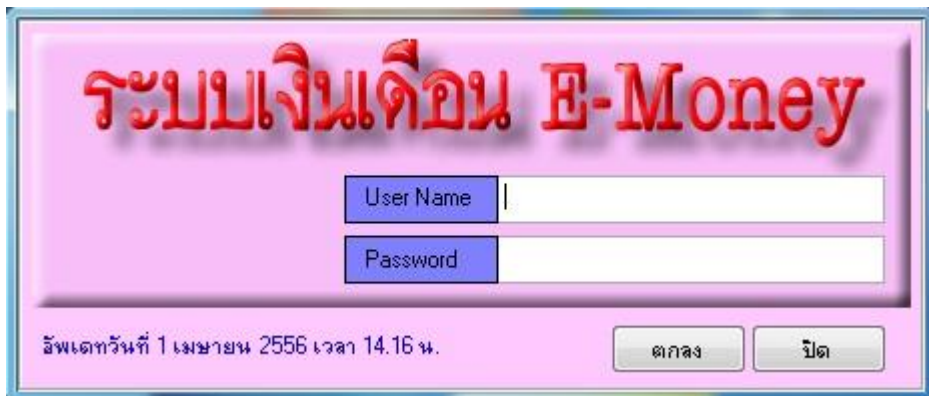 ระบบเงินเดือน E-Money
User Name
Password
อัพเดทวันที่ 1 เมษายน 2556 เวลา 14.16 น.
ตกลง ปิด